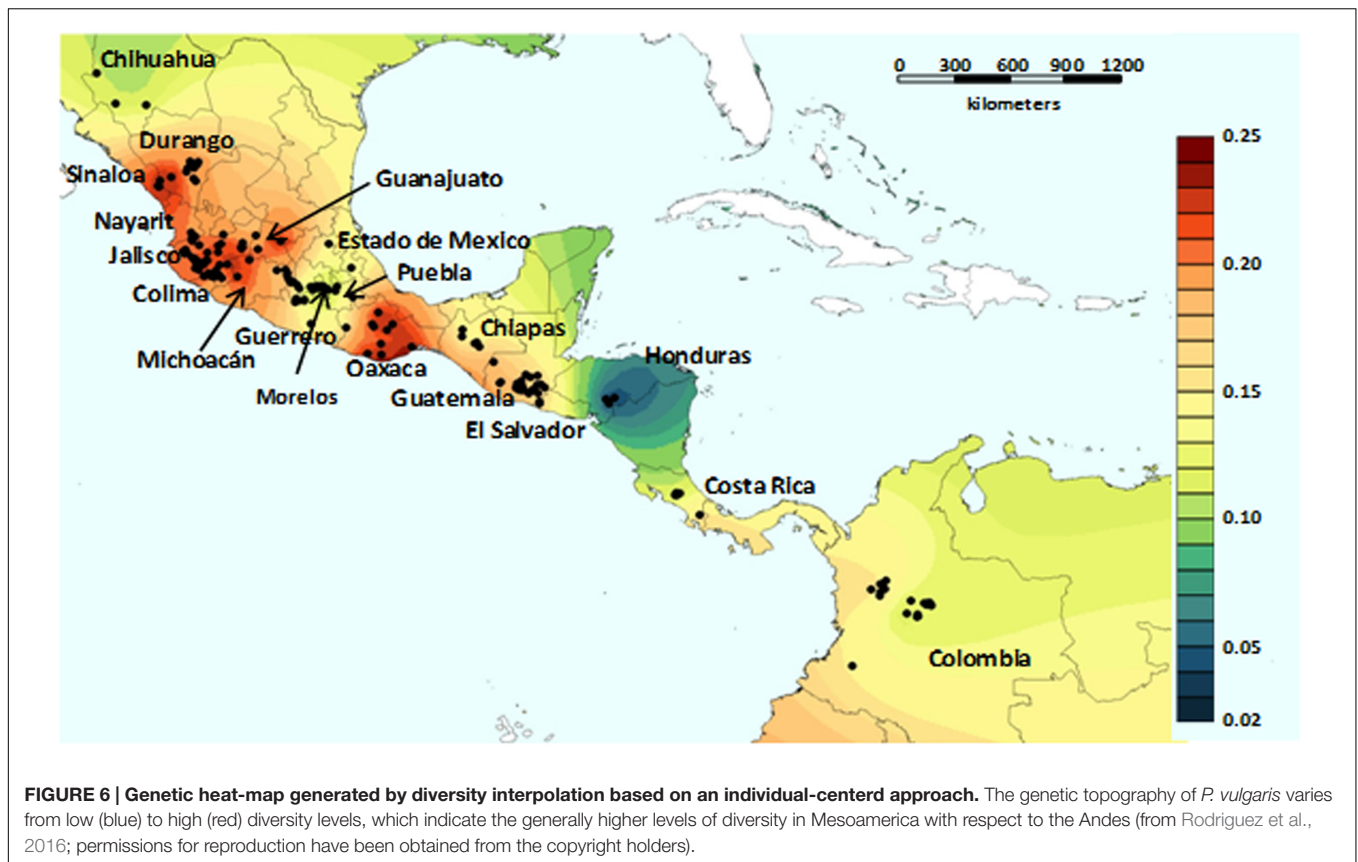 Chihuahua
0 300 600 900 1200
kilometers
Durango
0.25
Sinaloa
Guanajuato
Nayarit
Estado de Mexico
Jalisco
Puebla
0.20
Colima
Chiapas
Guerrero
Michoacán
Honduras
Oaxaca
Morelos
Guatemala
0.15
El Salvador
Costa Rica
0.10
0.05
Colombia
0.02
FIGURE 6 | Genetic heat-map generated by diversity interpolation based on an individual-centerd approach. The genetic topography of P. vulgaris varies
from low (blue) to high (red) diversity levels, which indicate the generally higher levels of diversity in Mesoamerica with respect to the Andes (from Rodriguez et al.,
2016; permissions for reproduction have been obtained from the copyright holders).